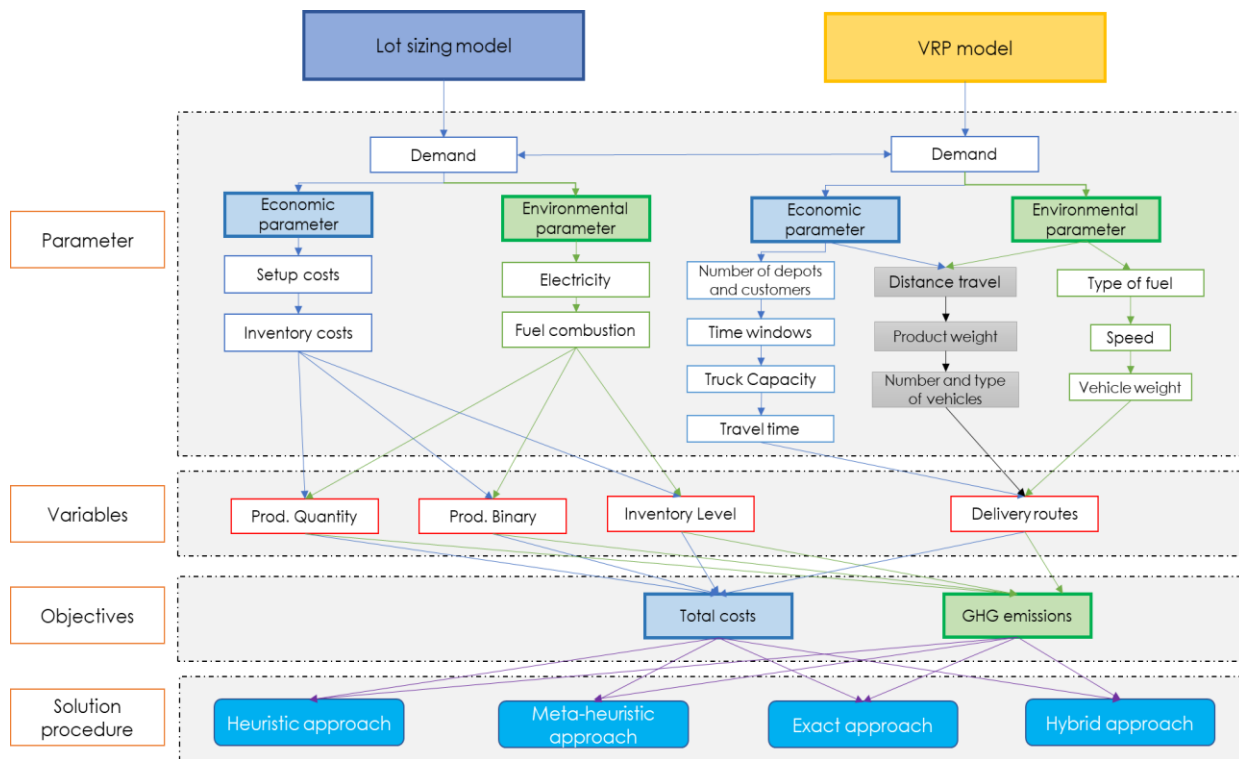 Lot sizing model
VRP model
Parameter
Demand
Demand
Economic
parameter
Environmental
parameter
Economic
parameter
Environmental
parameter
Setup costs
Electricity
Number of depots
and customers
Distance travel
Type of fuel
Inventory costs
Fuel combustion
Time windows
Product weight
Speed
Truck Capacity
Number and type
of vehicles
Vehicle weight
Travel time
Variables
Prod. Quantity
Prod. Binary
Inventory Level
Delivery routes
Objectives
Total costs
GHG emissions
Solution
procedure
Heuristic approach
Meta-heuristic
approach
Exact approach
Hybrid approach